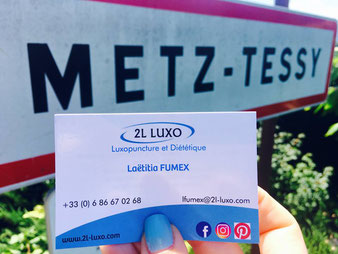 METZ-TESSY
2L LUXO
Luxopuncture et Diététique
Laëtitia FUMEX
+33 (0) 6 86 67 02 68
lfumex@2l-luxo.com
www.2l-luxo.com